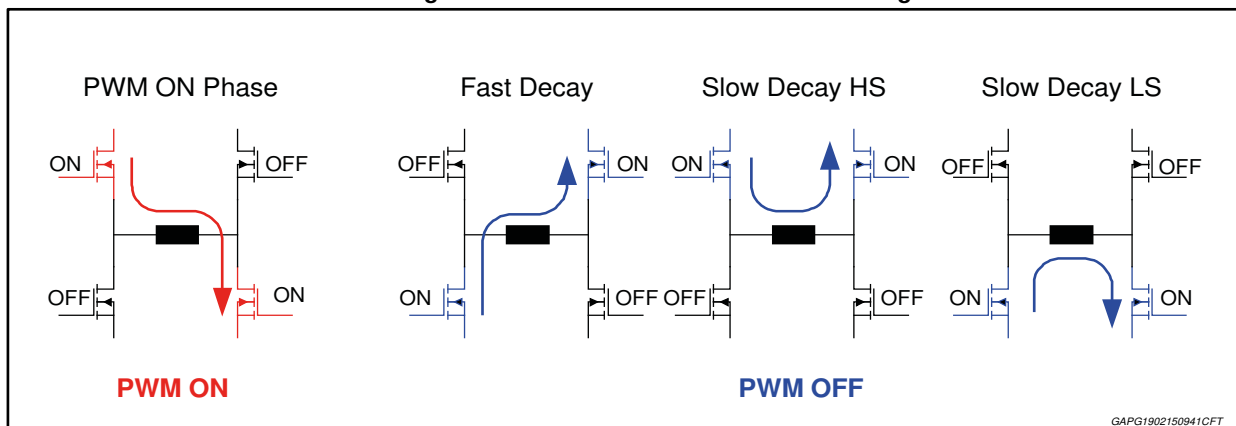 PWM ON Phase
Fast Decay
Slow Decay HS
Slow Decay LS
ON
OFF
OFF
ON
ON
ON
OFF
OFF
OFF
ON
ON
OFF
OFF
OFF
ON
ON
PWM ON
PWM OFF
GAPG1902150941CFT